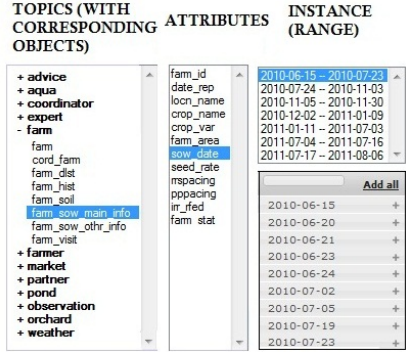 TOPICS (WITH
CORRESPONDING
OBJECTS)
ATTRIBUTES
INSTANCE
(RANGE)
+ advice
+ aqua
+ coordinator
+ expert
- farm
farm
cord_farm
farm_dlst
farm_hist
farm_soil
farm_sow_main_info
farm_sow_othr_info
farm_visit
+ farmer
+ market
+ partner
+ pond
+ observation
+ orchard
+ weather
farm_id
date_rep
locn_name
crop_name
crop_var
farm_area
sow_date
seed_rate
rrspacing
pppacing
irr_rfed
farm_stat
2010-06-15 -- 2010-07-23
2010-07-24 -- 2010-11-03
2010-11-05 -- 2010-11-30
2010-12-02 -- 2011-01-09
2011-01-11 -- 2011-07-03
2011-07-04 -- 2011-07-16
2011-07-17 -- 2011-08-06
Add all
2010-06-15 +
2010-06-20 +
2010-06-21 +
2010-06-23 +
2010-06-24 +
2010-07-02 +
2010-07-05 +
2010-07-19 +
2010-07-23 +